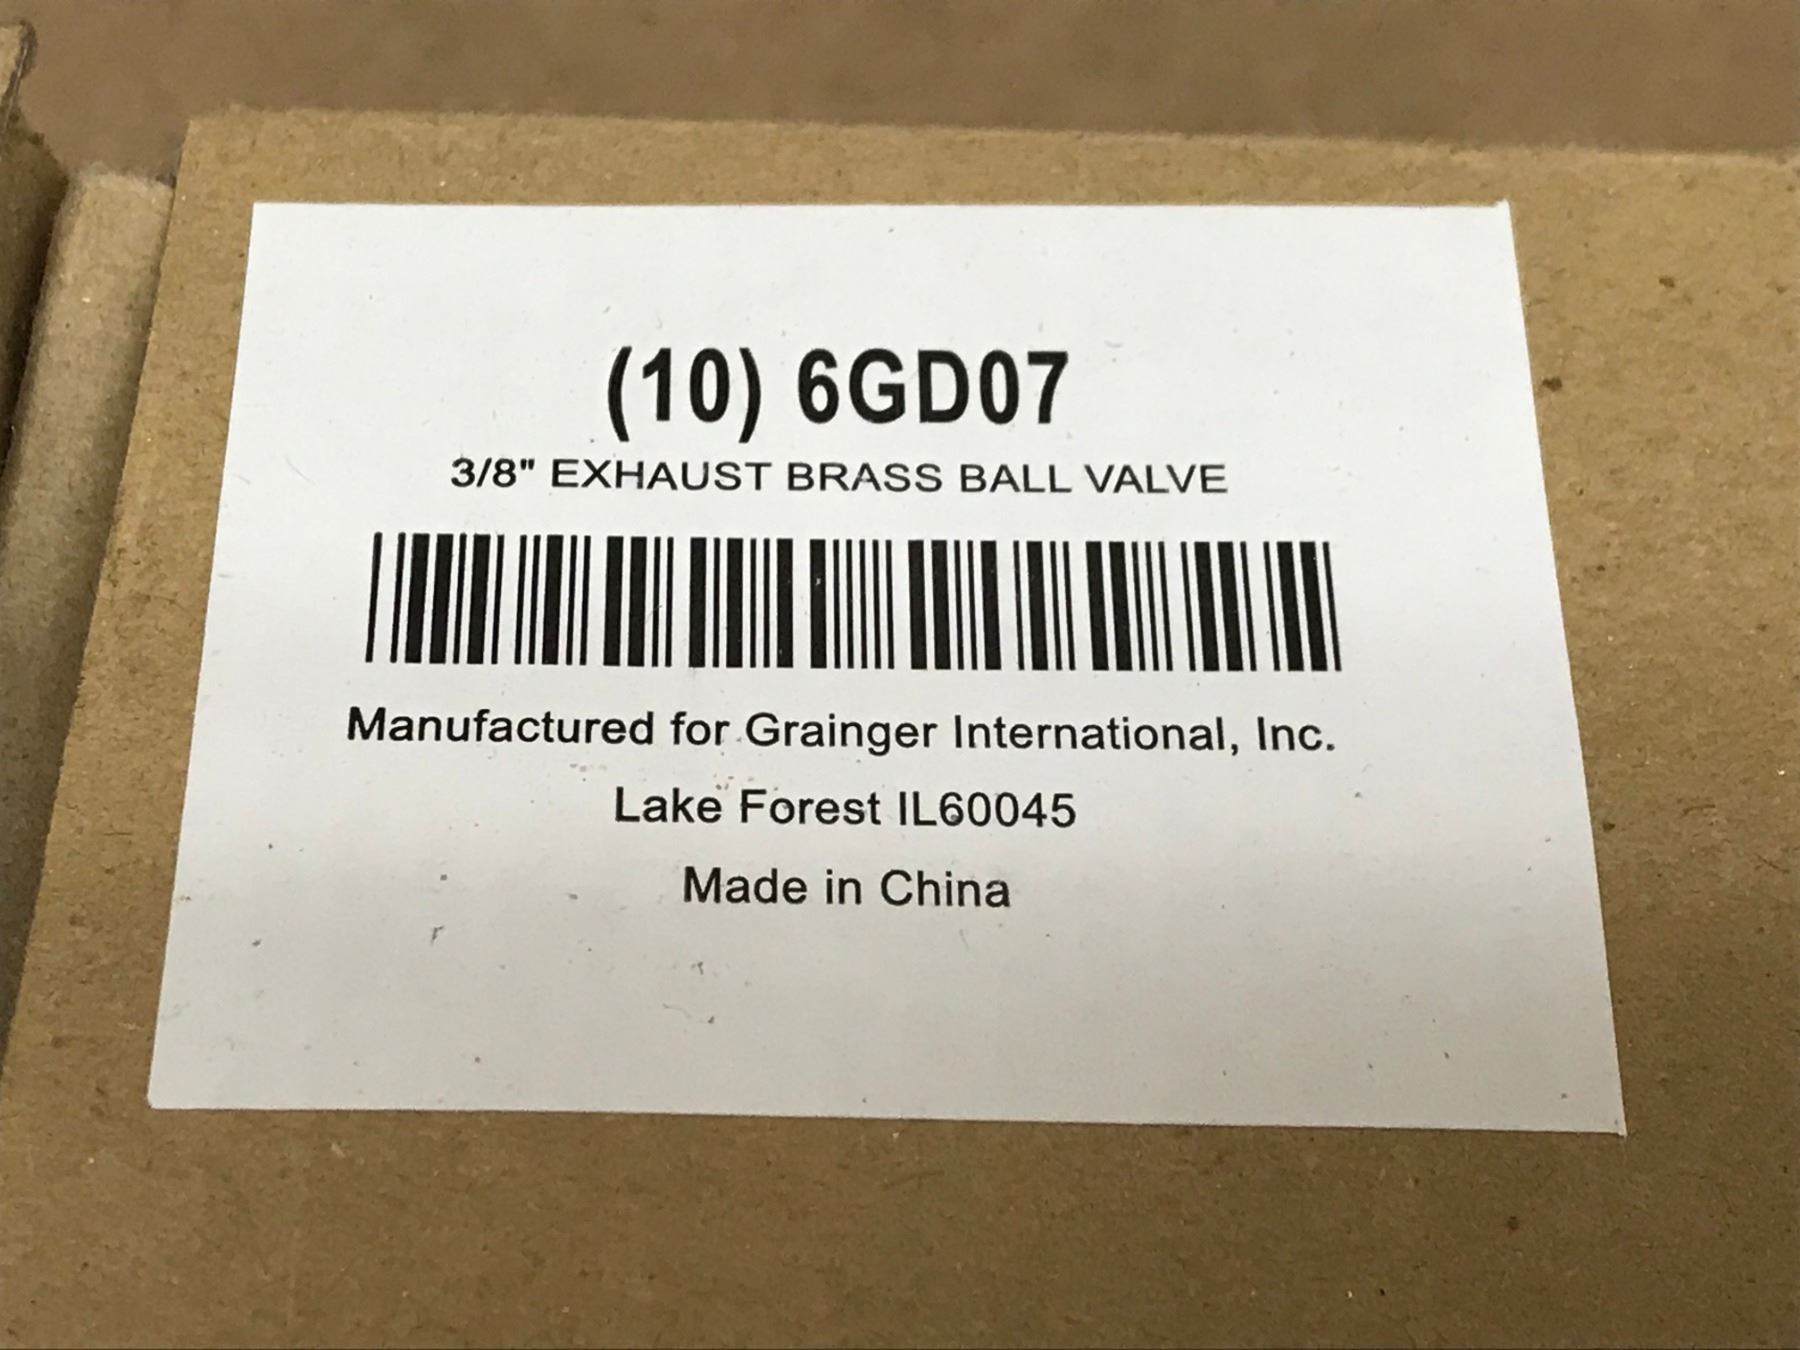 (10) 6GD07
3/8" EXHAUST BRASS BALL VALVE
Manufactured for Grainger International, Inc.
Lake Forest IL60045
Made in China